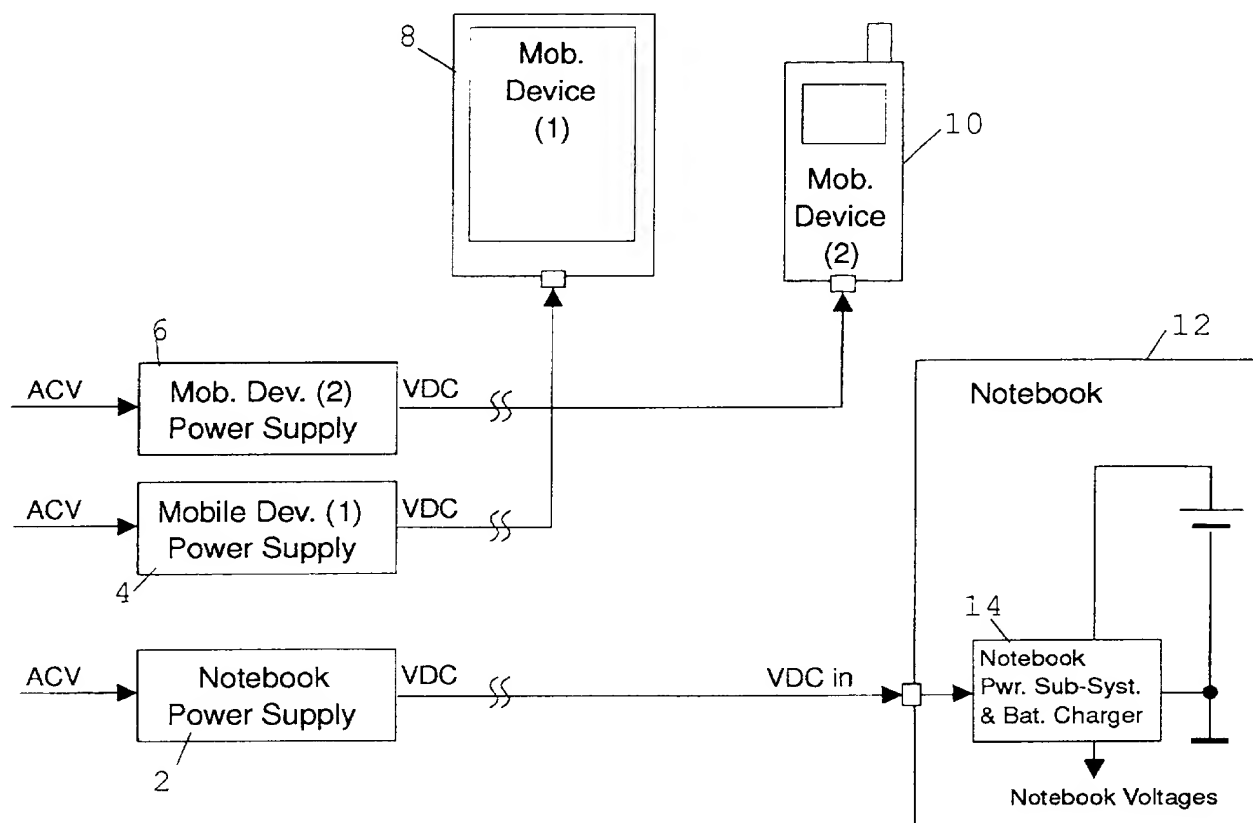 8
Mob.
Device
(1)
10
Mob.
Device
(2)
12
Notebook
6
ACV
Mob. Dev. (2)
Power Supply
VDC
ACV
Mobile Dev. (1)
Power Supply
VDC
4
14
ACV
Notebook
Power Supply
VDC
VDC in
Notebook
Pwr. Sub-Syst.
& Bat. Charger
2
Notebook Voltages